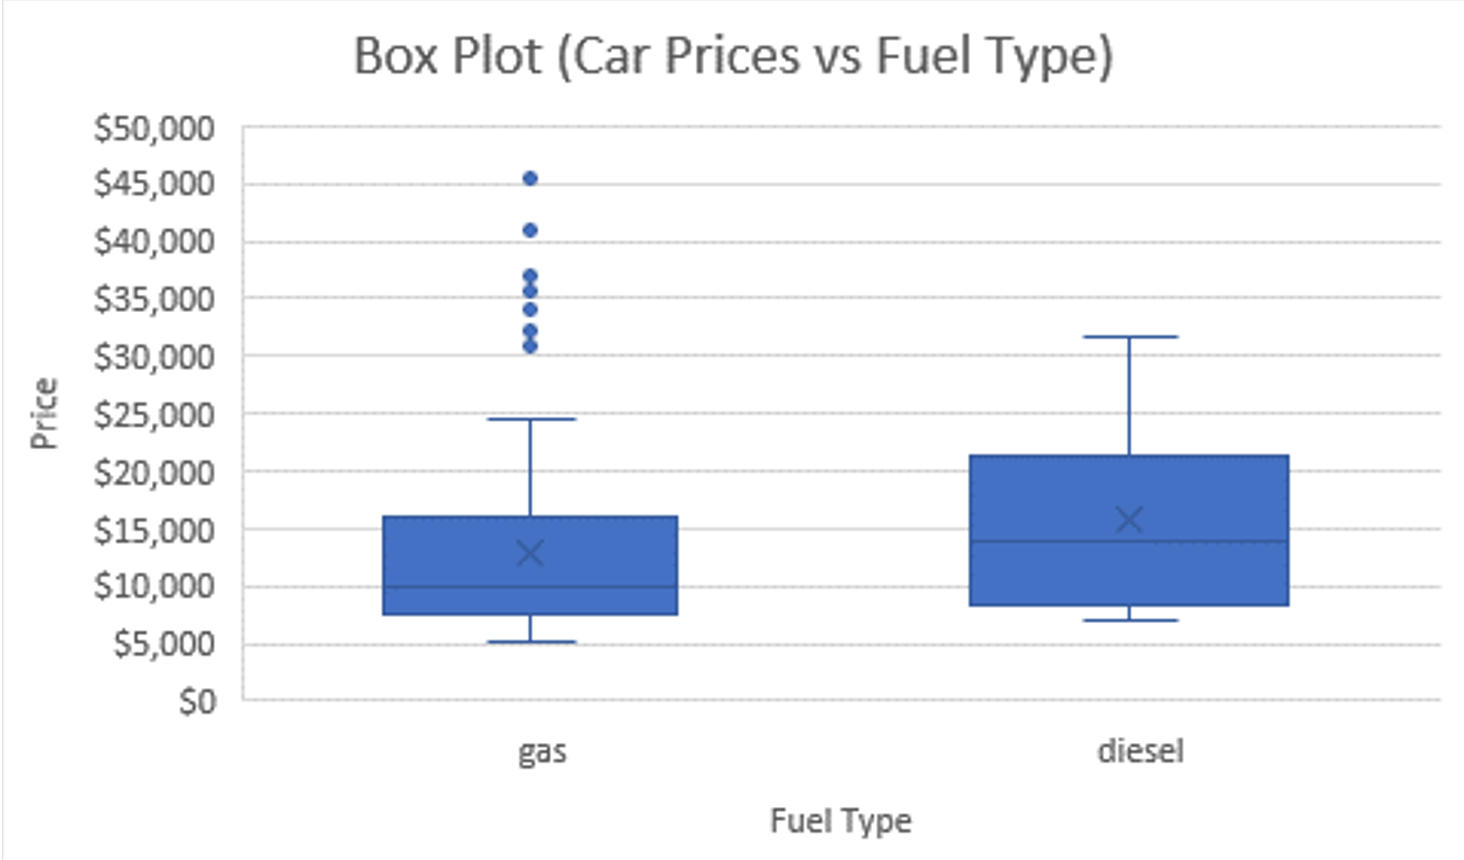 Box Plot (Car Prices vs Fuel Type)
$50,000
$45,000
$40,000
$35,000
$30,000
$25,000
$20,000
$15,000
$10,000
$5,000
$0
Price
gas
diesel
Fuel Type